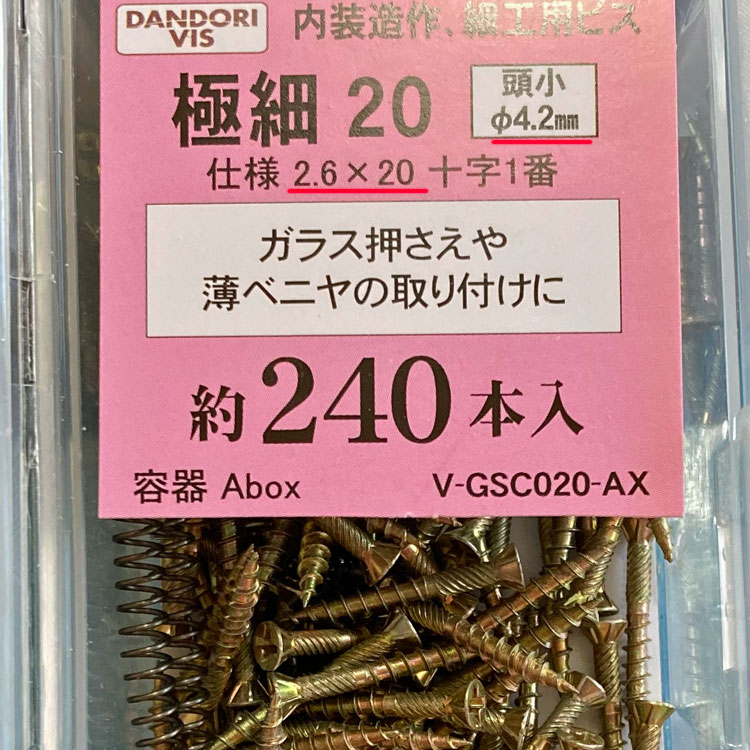 DANDORI
VIS
内装造作、細工用ビス
極細 20
頭小
φ4.2mm
仕様 2.6×20 十字1番
ガラス押さえや
薄ベニヤの取り付けに
約240本入
容器 Abox
V-GSC020-AX